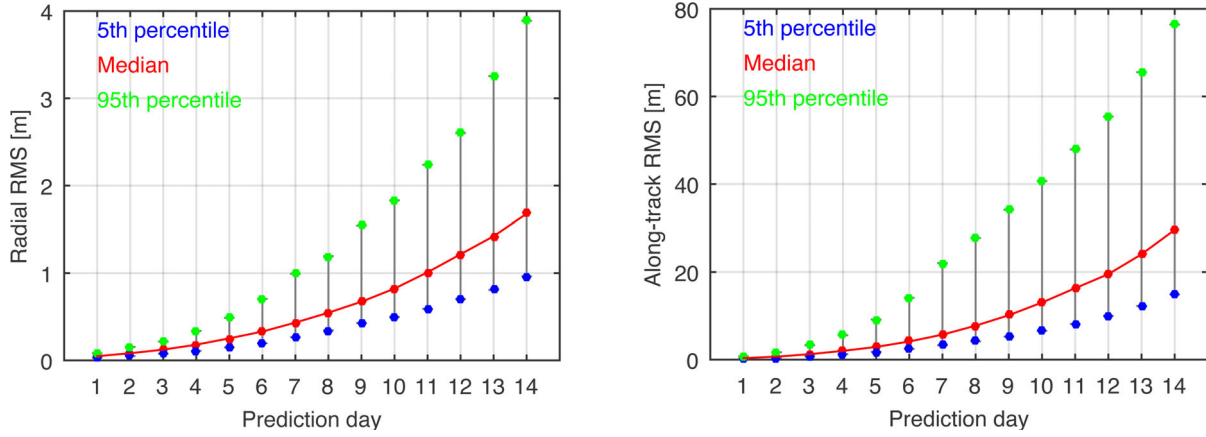 4
3
2
1
0
Radial RMS [m]
5th percentile
Median
95th percentile
1 2 3 4 5 6 7 8 9 10 11 12 13 14
Prediction day
80
60
40
20
0
Along-track RMS [m]
5th percentile
Median
95th percentile
1 2 3 4 5 6 7 8 9 10 11 12 13 14
Prediction day